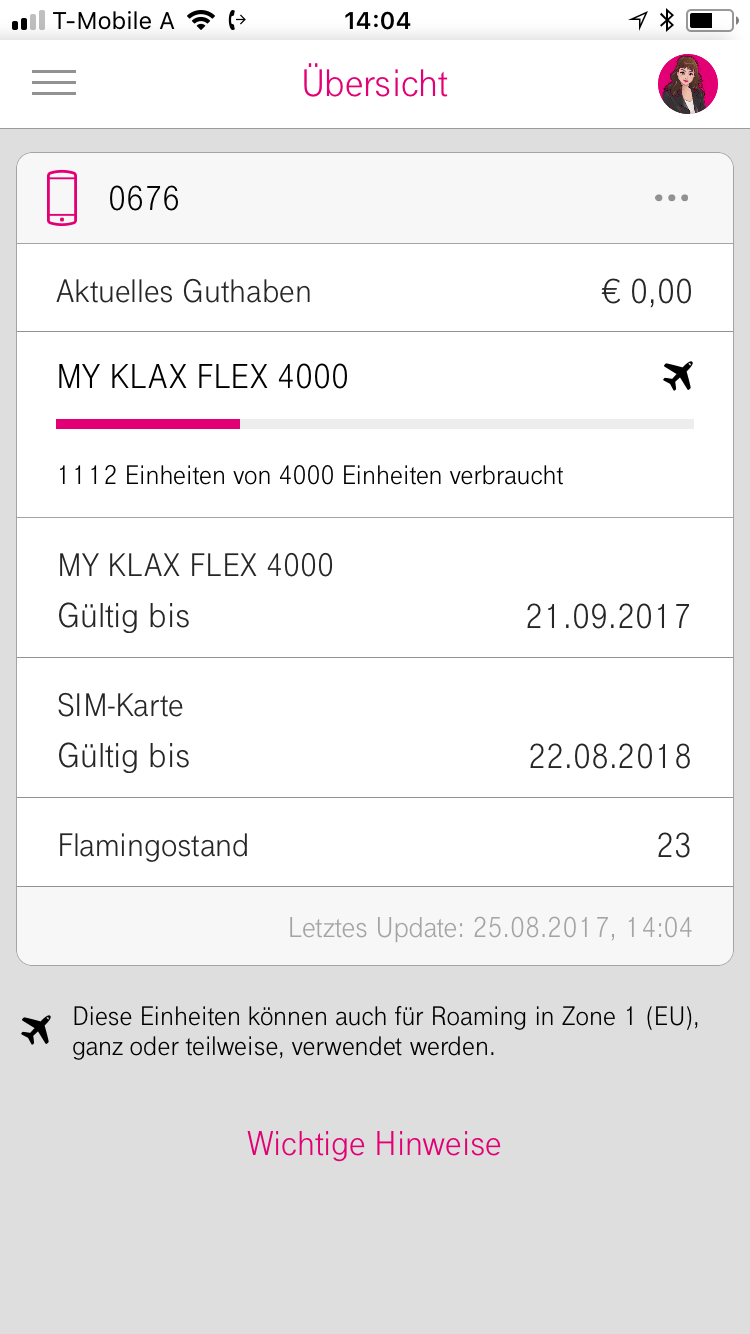 T-Mobile A 14:04
Übersicht
0676
Aktuelles Guthaben € 0,00
MY KLAX FLEX 4000
1112 Einheiten von 4000 Einheiten verbraucht
MY KLAX FLEX 4000
Gültig bis 21.09.2017
SIM-Karte
Gültig bis 22.08.2018
Flamingostand 23
Letztes Update: 25.08.2017, 14:04
Diese Einheiten können auch für Roaming in Zone 1 (EU),
ganz oder teilweise, verwendet werden.
Wichtige Hinweise